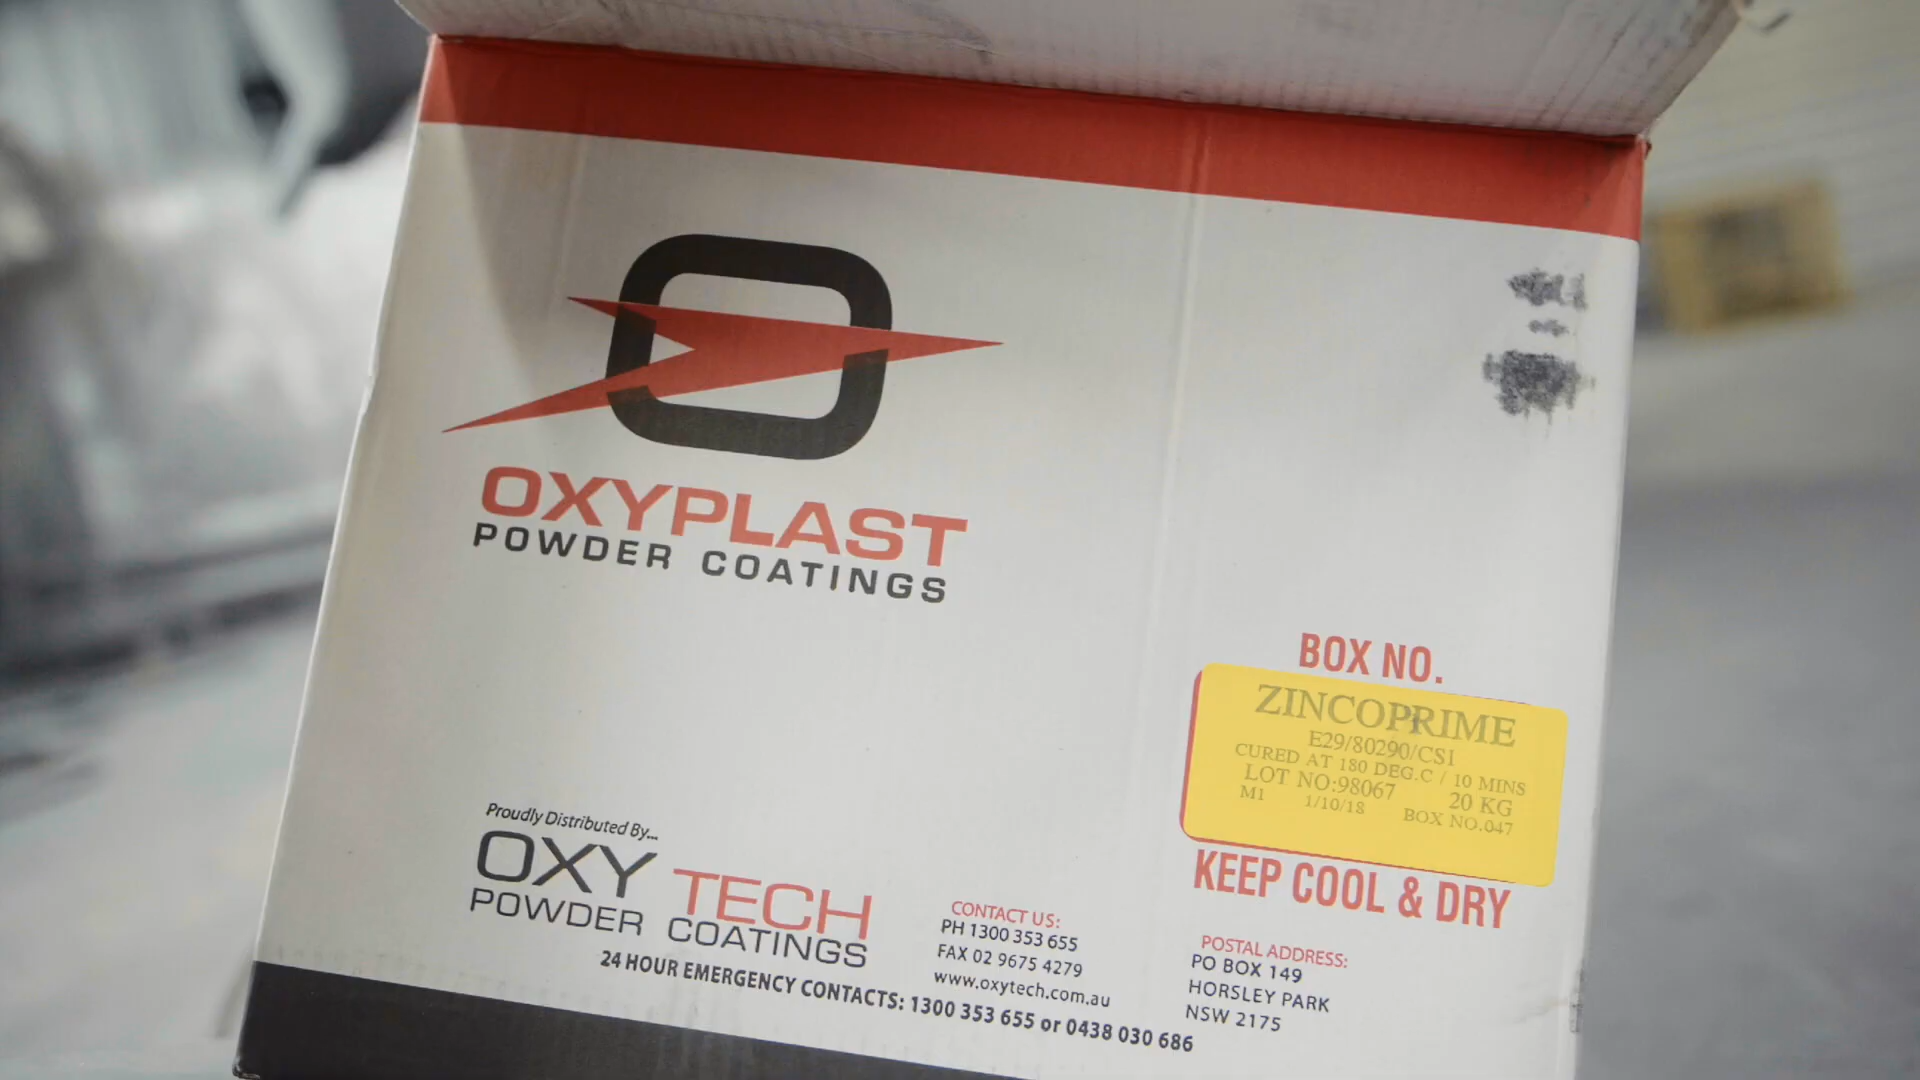 OXYPLAST
POWDER COATINGS
BOX NO.
ZINCOPRIME
E29/80290/CSI
CURED AT 180 DEG.C / 10 MINS
LOT NO:98067 20 KG
M1 1/10/18 BOX NO.047
KEEP COOL & DRY
Proudly Distributed By...
OXY TECH
POWDER COATINGS
CONTACT US:
PH 1300 353 655
FAX 02 9675 4279
www.oxytech.com.au
POSTAL ADDRESS:
PO BOX 149
HORSLEY PARK
NSW 2175
24 HOUR EMERGENCY CONTACTS: 1300 353 655 or 0438 030 686